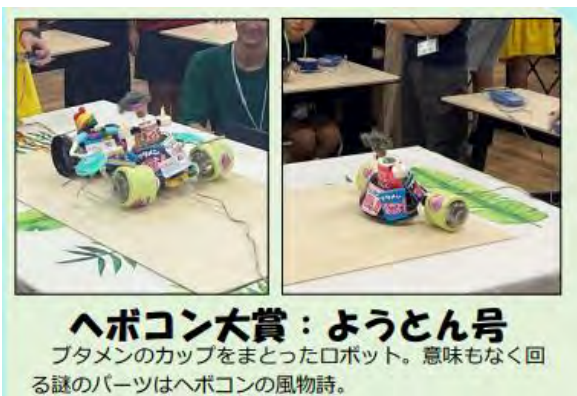 ヘボコン大賞：ようとん号
ブタメンのカップをまとったロボット。意味もなく回
る謎のパーツはヘボコンの風物詩。